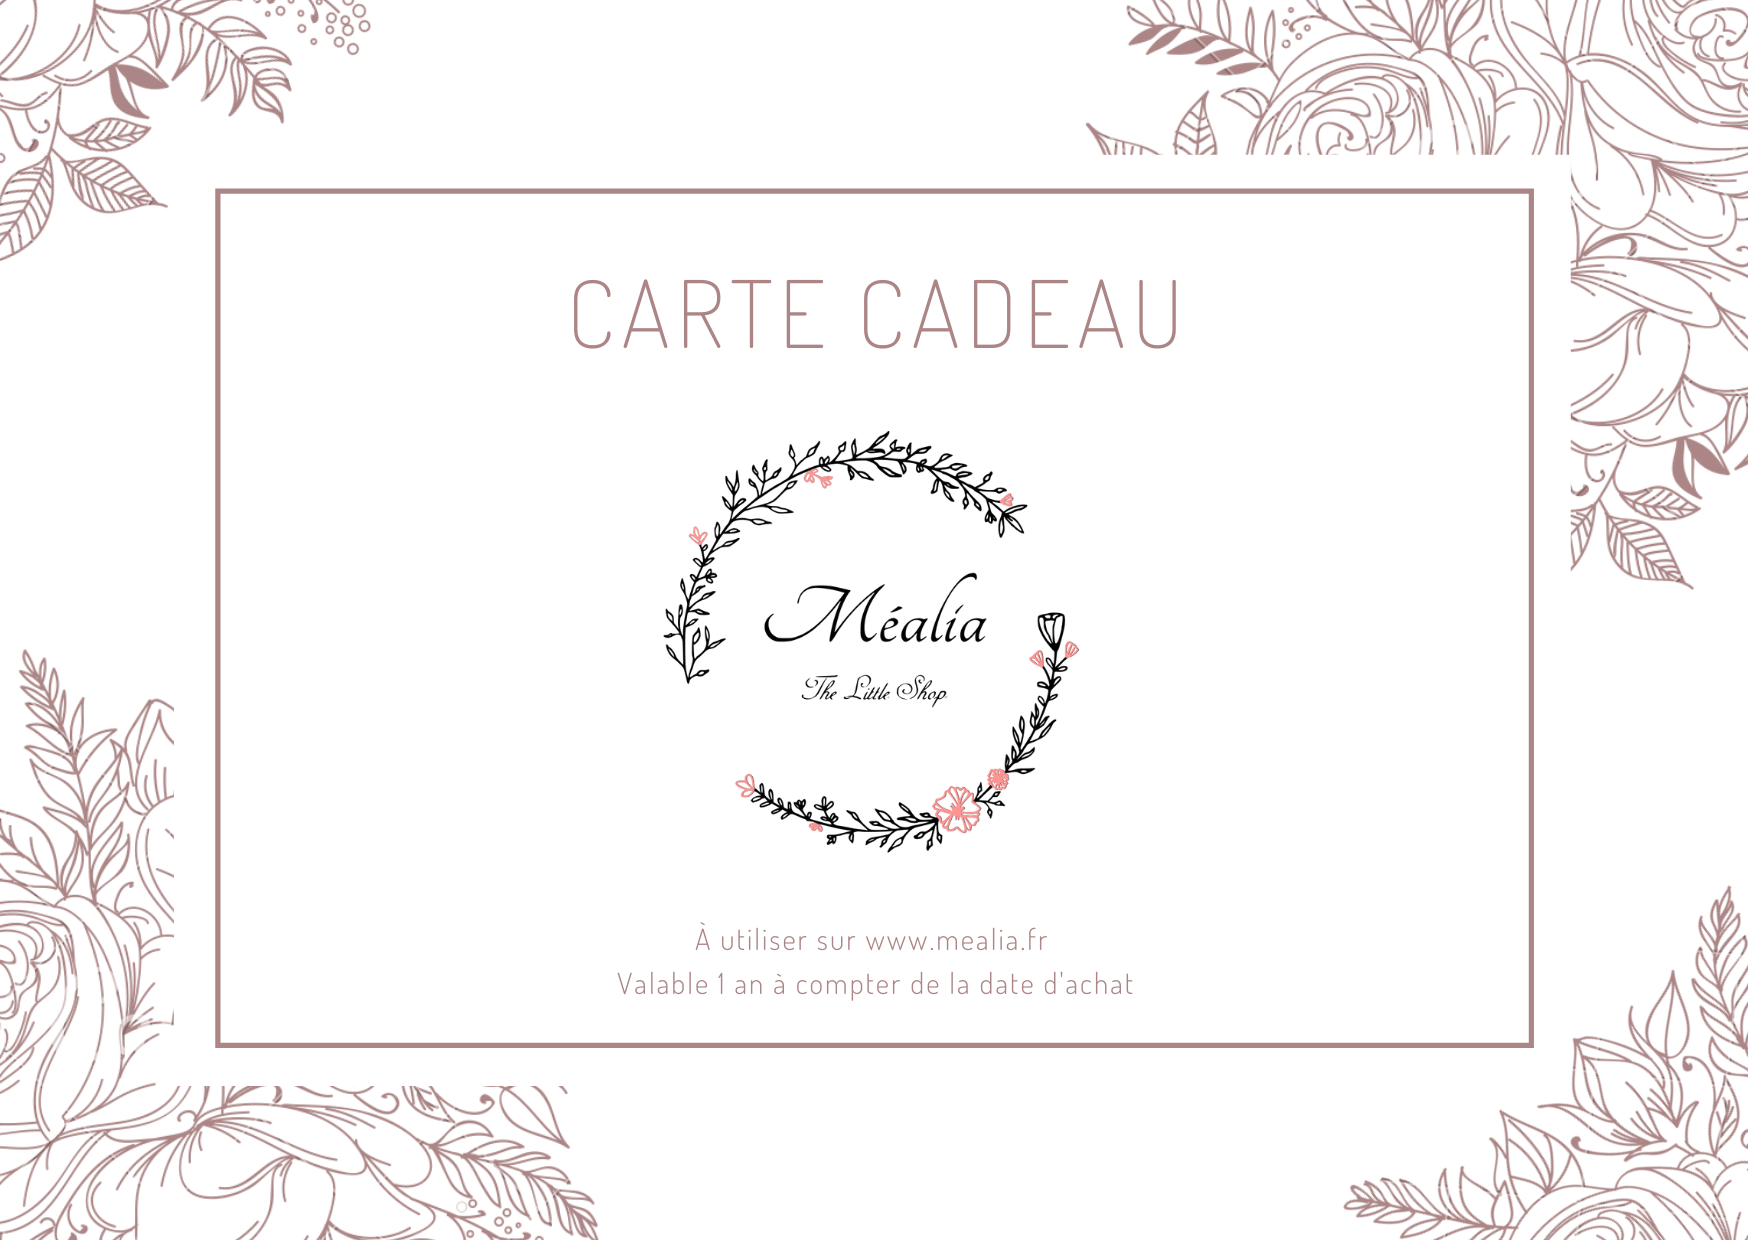 CARTE CADEAU
Méalia
The Little Shop
À utiliser sur www.mealia.fr
Valable 1 an à compter de la date d'achat